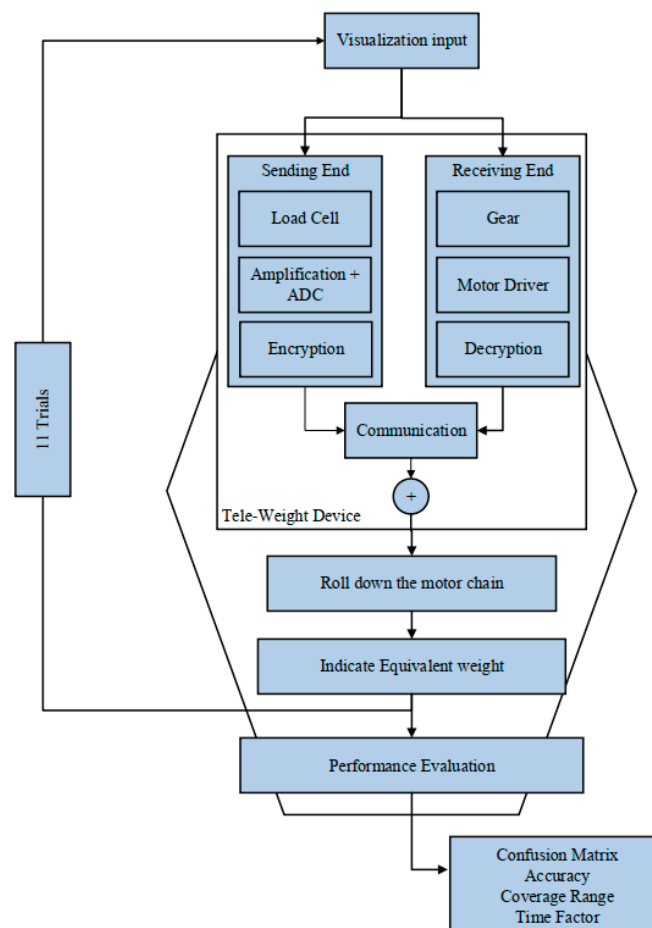 Visualization input
Sending End
Load Cell
Amplification +
ADC
Encryption
Receiving End
Gear
Motor Driver
Decryption
11 Trials
Communication
+
Tele-Weight Device
Roll down the motor chain
Indicate Equivalent weight
Performance Evaluation
Confusion Matrix
Accuracy
Coverage Range
Time Factor